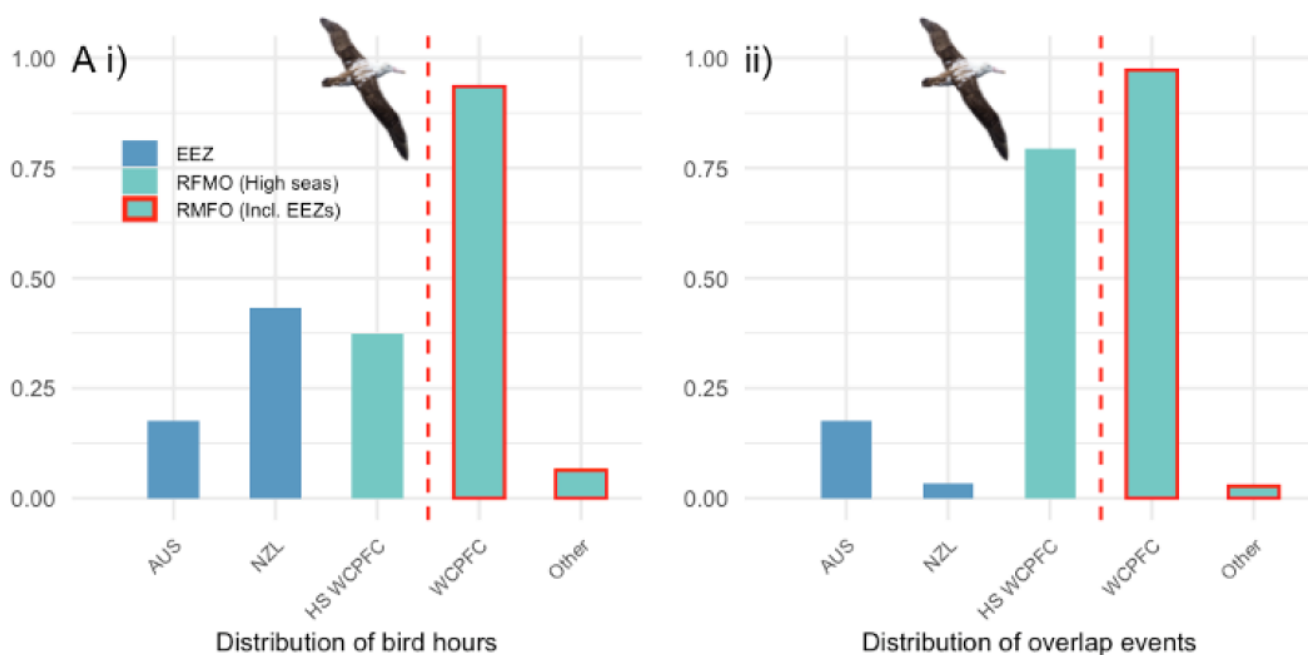 A i)
1.00
0.75
0.50
0.25
0.00
EEZ
RFMO (High seas)
RMFO (Incl. EEZs)
AUS
NZL
HS WCPFC
WCPFC
Other
Distribution of bird hours
ii)
1.00
0.75
0.50
0.25
0.00
AUS
NZL
HS WCPFC
WCPFC
Other
Distribution of overlap events